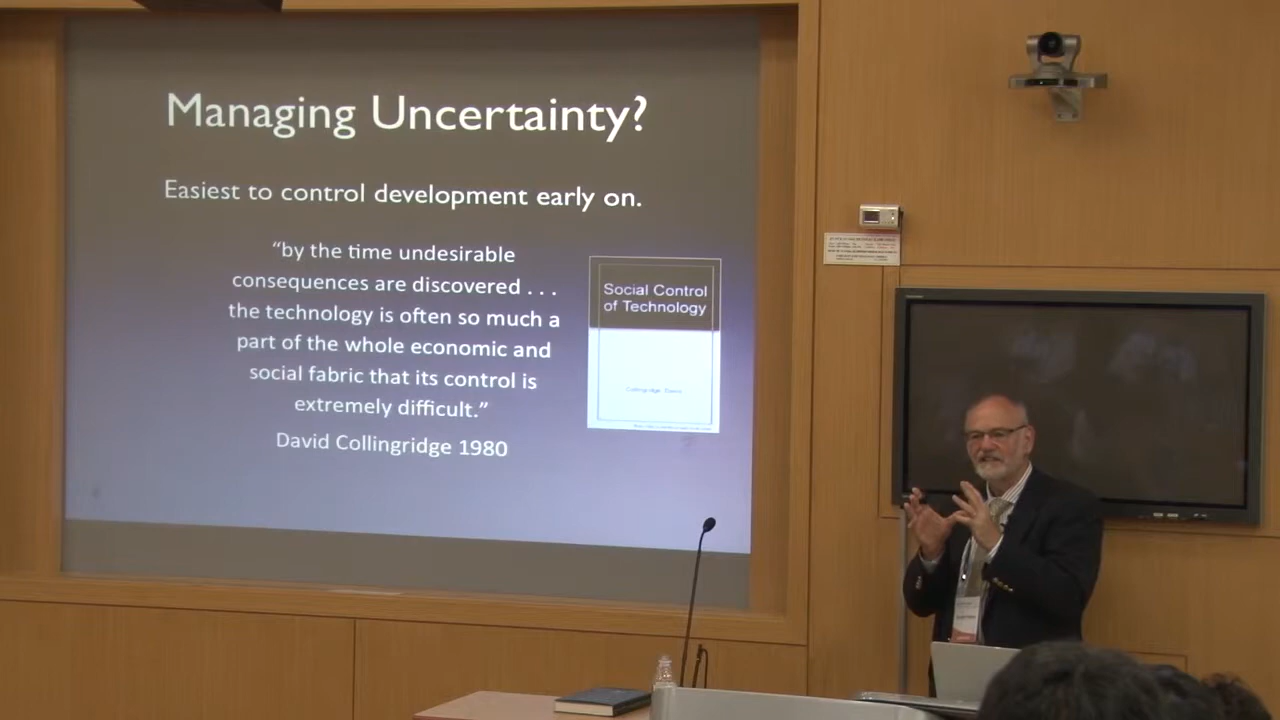 Managing Uncertainty?
Easiest to control development early on.
“by the time undesirable
consequences are discovered . . .
the technology is often so much a
part of the whole economic and
social fabric that its control is
extremely difficult.”
David Collingridge 1980
Social Control
of Technology